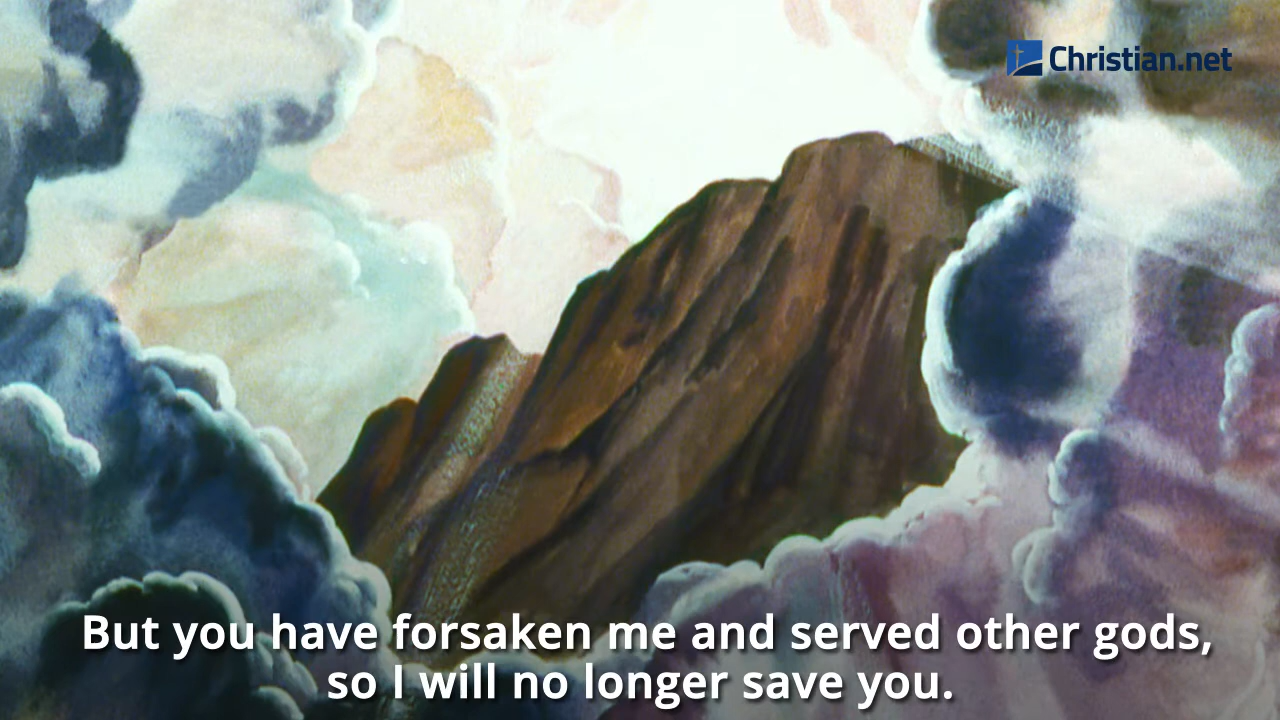 Christian.net
But you have forsaken me and served other gods,
so I will no longer save you.